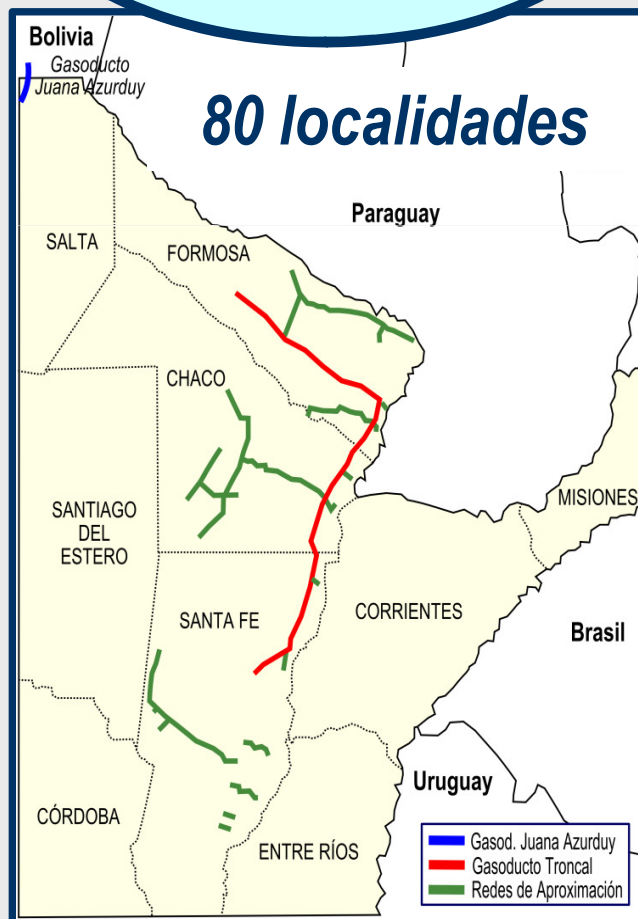 Bolivia
Gasoducto
Juana Azurduy
80 localidades
Paraguay
SALTA
FORMOSA
CHACO
MISIONES
SANTIAGO
DEL
ESTERO
CORRIENTES
SANTA FE
Brasil
Uruguay
CÓRDOBA
ENTRE RÍOS
Gasod. Juana Azurduy
Gasoducto Troncal
Redes de Aproximación